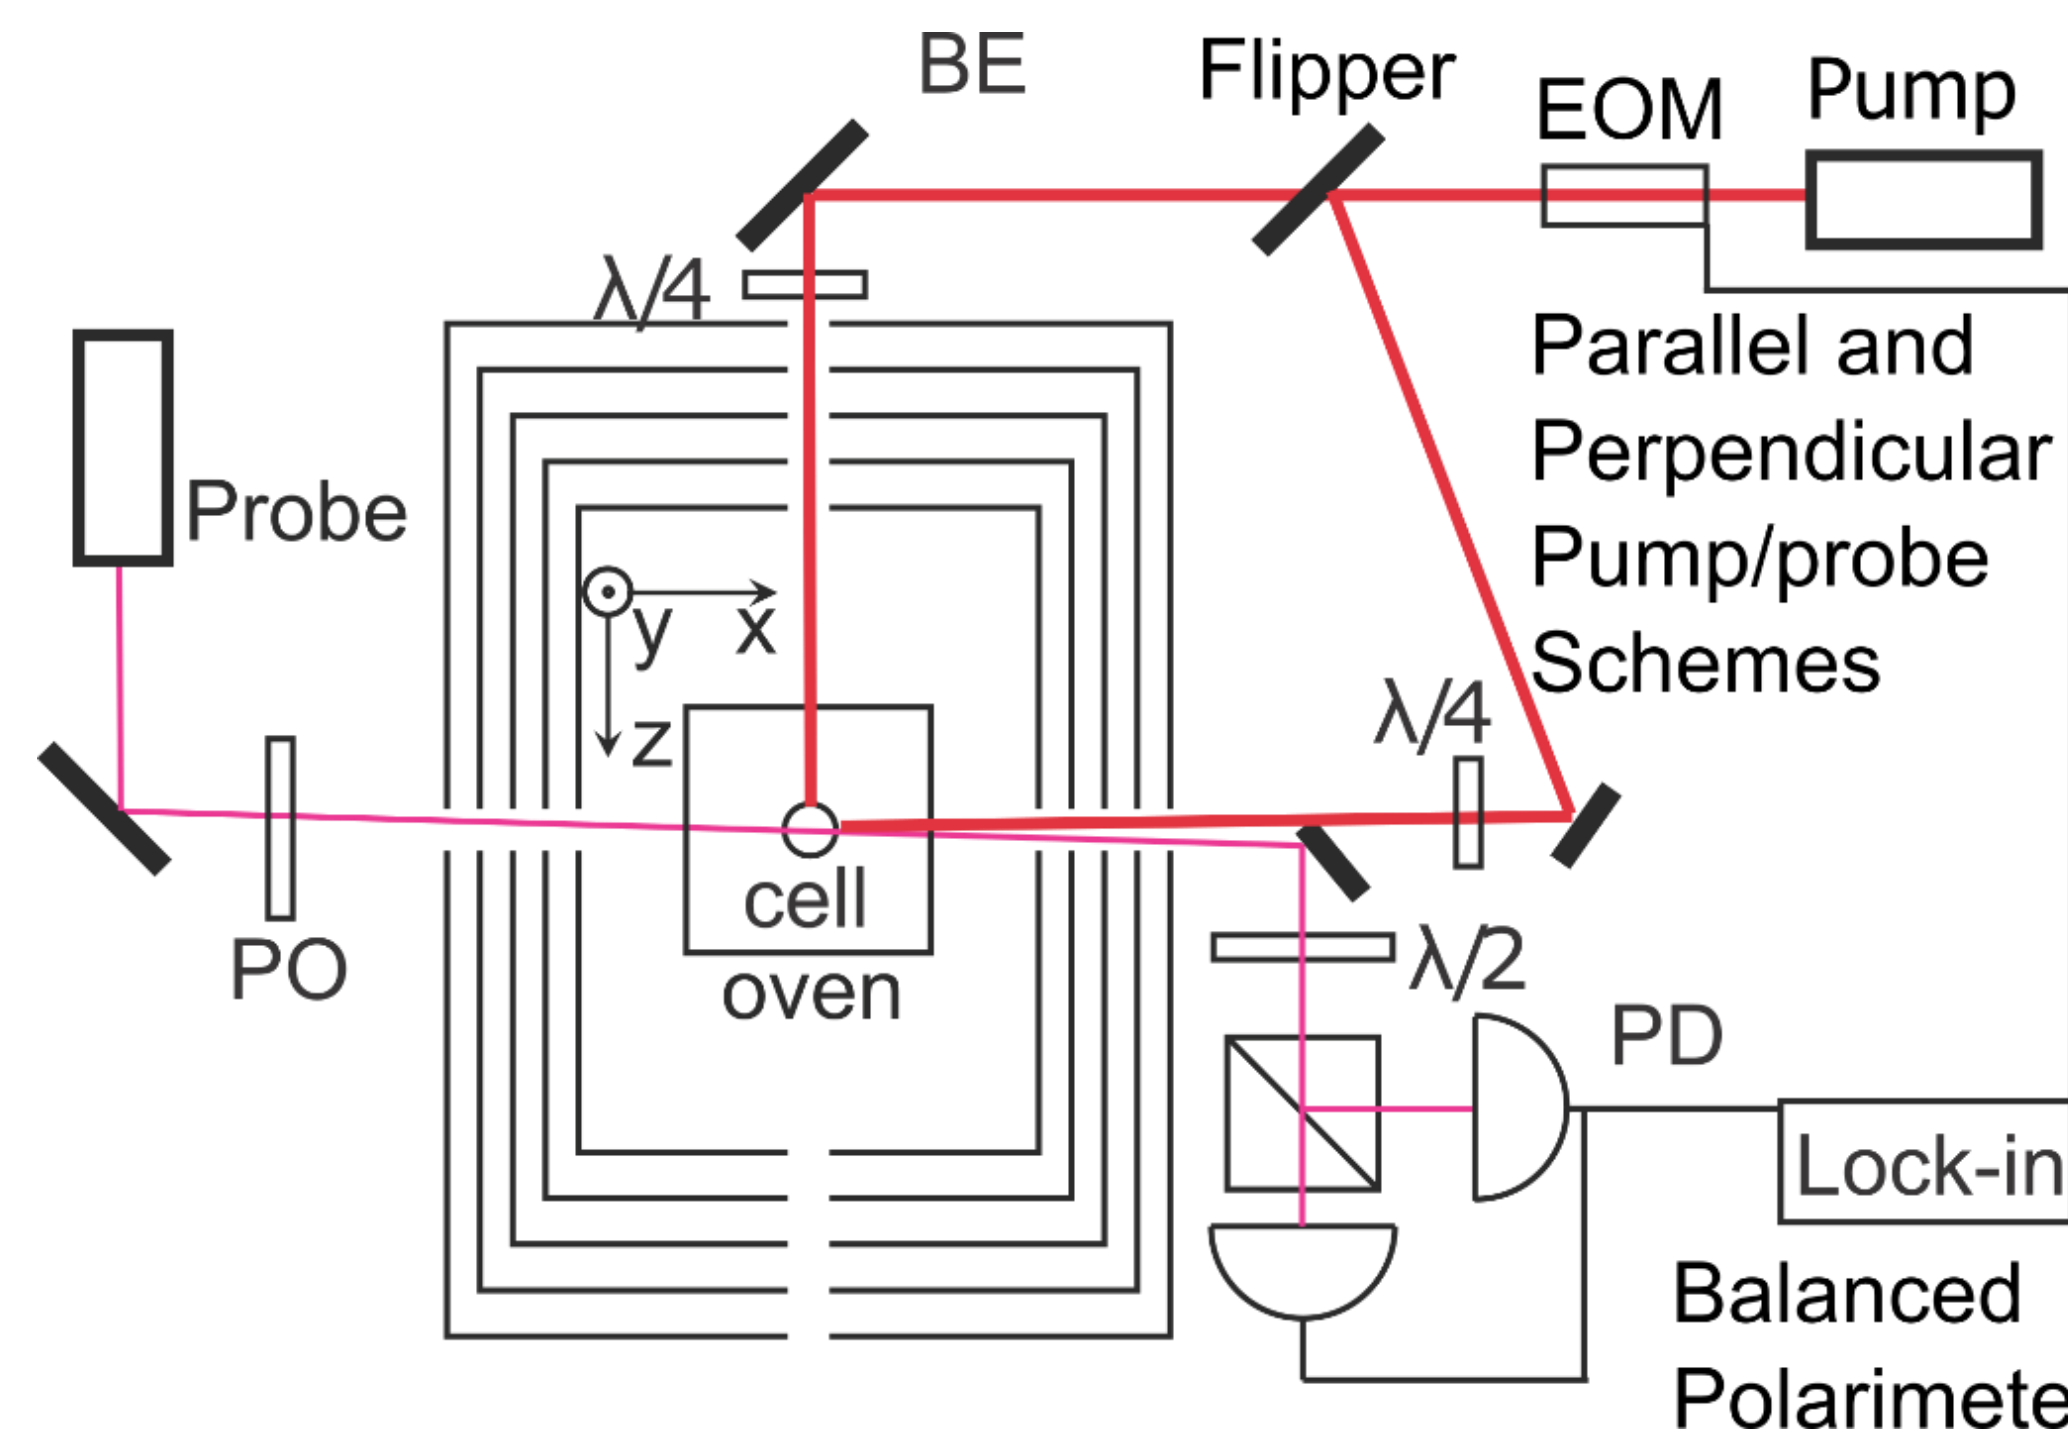 BE
Flipper
EOM
Pump
λ/4
Parallel and
Perpendicular
Pump/probe
Schemes
Probe
y
x
z
λ/4
cell
oven
PO
λ/2
PD
Lock-in
Balanced
Polarimete